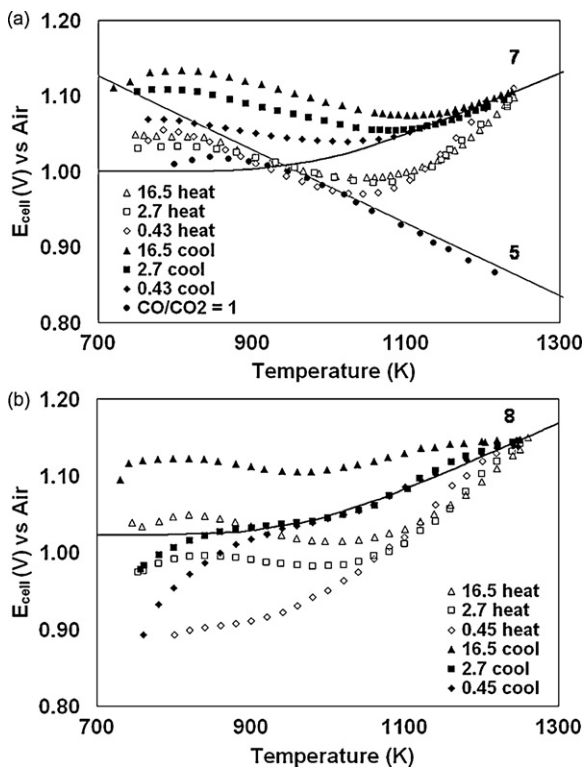 (a)
1.20
7
1.10
E_cell (V) vs Air
1.00
16.5 heat
2.7 heat
0.90
0.43 heat
5
16.5 cool
2.7 cool
0.43 cool
CO/CO2 = 1
0.80
700 900 1100 1300
Temperature (K)
(b)
1.20
8
1.10
E_cell (V) vs Air
1.00
16.5 heat
2.7 heat
0.90
0.45 heat
16.5 cool
2.7 cool
0.45 cool
0.80
700 900 1100 1300
Temperature (K)